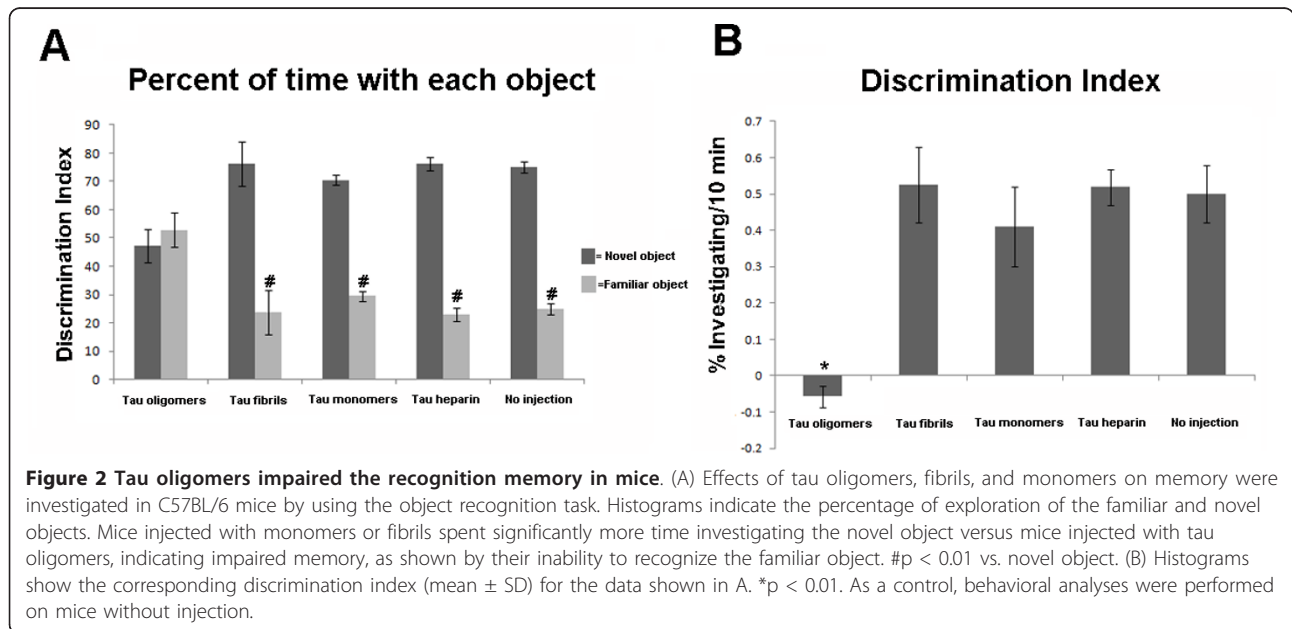 A
Percent of time with each object
Discrimination Index
90
80
70
60
50
40
30
20
10
0
#
#
#
#
Tau oligomers Tau fibrils Tau monomers Tau heparin No injection
= Novel object
=Familiar object
B
Discrimination Index
% Investigating/10 min
0.7
0.6
0.5
0.4
0.3
0.2
0.1
0
-0.1
-0.2
*
Tau oligomers Tau fibrils Tau monomers Tau heparin No injection
Figure 2 Tau oligomers impaired the recognition memory in mice. (A) Effects of tau oligomers, fibrils, and monomers on memory were
investigated in C57BL/6 mice by using the object recognition task. Histograms indicate the percentage of exploration of the familiar and novel
objects. Mice injected with monomers or fibrils spent significantly more time investigating the novel object versus mice injected with tau
oligomers, indicating impaired memory, as shown by their inability to recognize the familiar object. #p < 0.01 vs. novel object. (B) Histograms
show the corresponding discrimination index (mean ± SD) for the data shown in A. *p < 0.01. As a control, behavioral analyses were performed
on mice without injection.